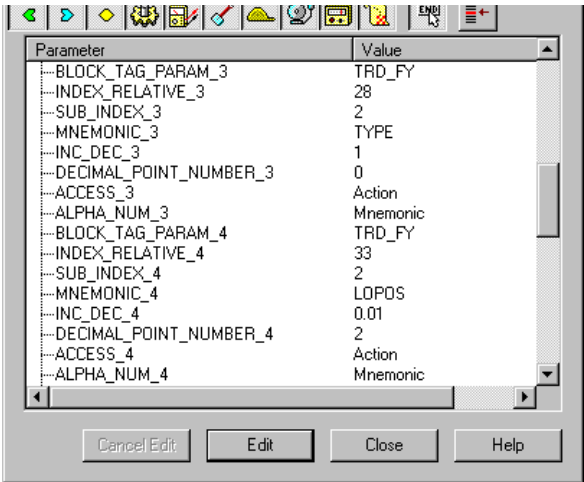 END
Parameter Value
BLOCK_TAG_PARAM_3 TRD_FY
INDEX_RELATIVE_3 28
SUB_INDEX_3 2
MNEMONIC_3 TYPE
INC_DEC_3 1
DECIMAL_POINT_NUMBER_3 0
ACCESS_3 Action
ALPHA_NUM_3 Mnemonic
BLOCK_TAG_PARAM_4 TRD_FY
INDEX_RELATIVE_4 33
SUB_INDEX_4 2
MNEMONIC_4 LOPOS
INC_DEC_4 0.01
DECIMAL_POINT_NUMBER_4 2
ACCESS_4 Action
ALPHA_NUM_4 Mnemonic
Cancel Edit Edit Close Help